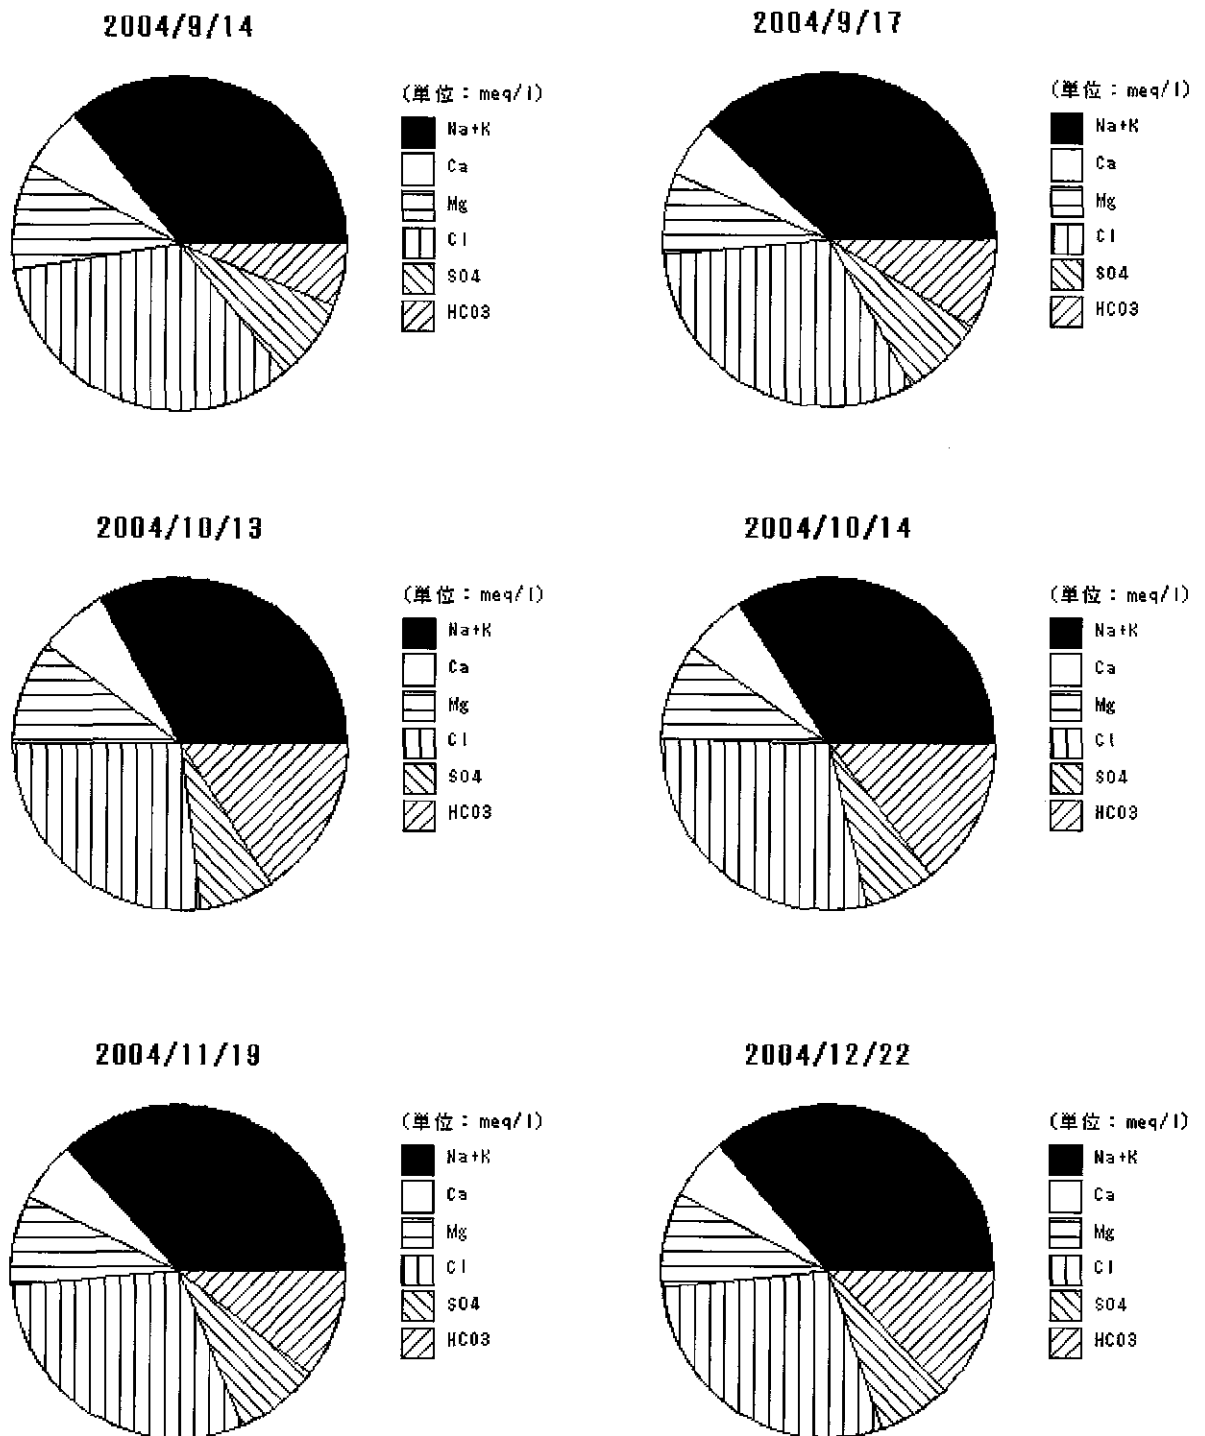 2004/9/14
(単位：meq/l)
Na+K
Ca
Mg
Cl
SO4
HCO3
2004/9/17
(単位：meq/l)
Na+K
Ca
Mg
Cl
SO4
HCO3
2004/10/13
(単位：meq/l)
Na+K
Ca
Mg
Cl
SO4
HCO3
2004/10/14
(単位：meq/l)
Na+K
Ca
Mg
Cl
SO4
HCO3
2004/11/19
(単位：meq/l)
Na+K
Ca
Mg
Cl
SO4
HCO3
2004/12/22
(単位：meq/l)
Na+K
Ca
Mg
Cl
SO4
HCO3